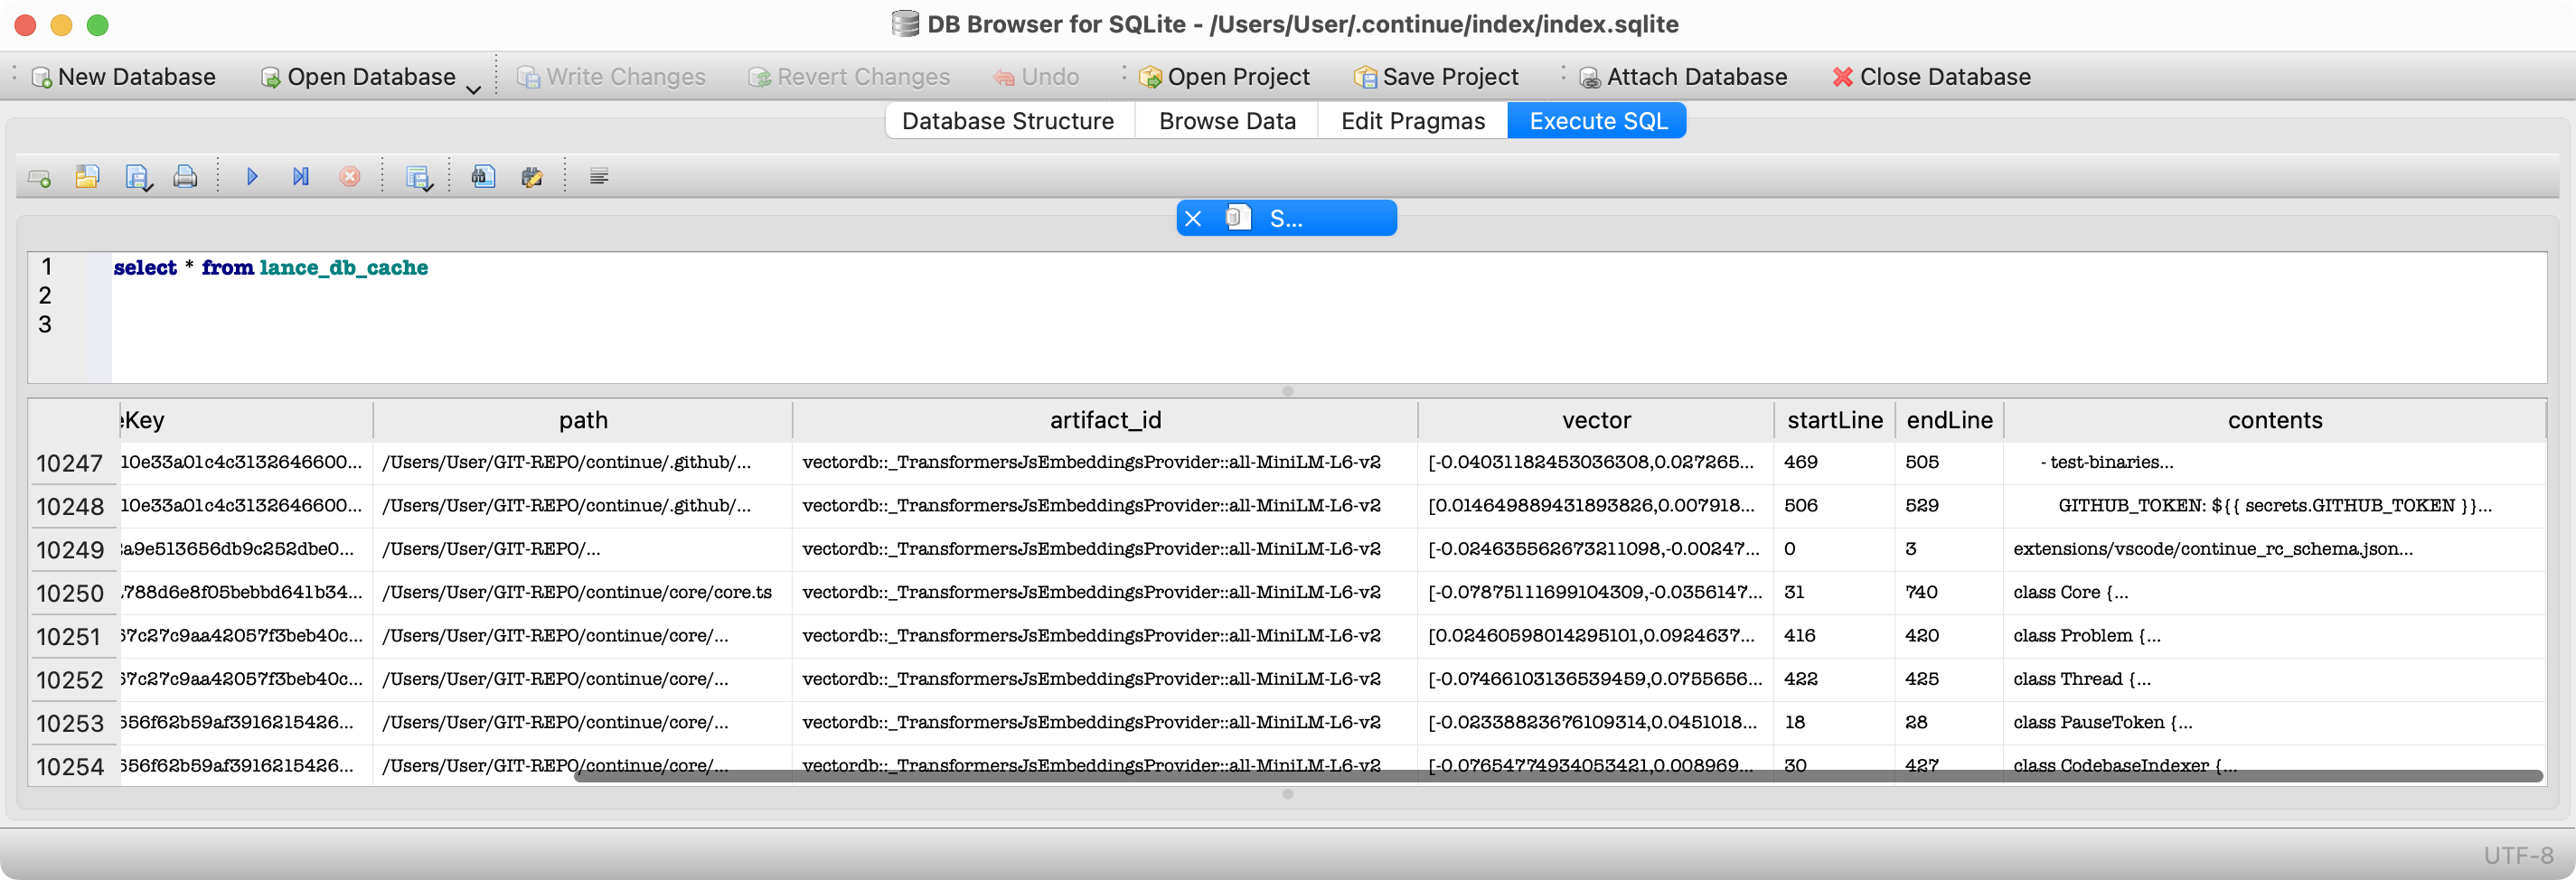 DB Browser for SQLite - /Users/User/.continue/index/index.sqlite
New Database Open Database Write Changes Revert Changes Undo Open Project Save Project Attach Database Close Database
Database Structure Browse Data Edit Pragmas Execute SQL
S...
1 select * from lance_db_cache
2
3
eKey path artifact_id vector startLine endLine contents
10247 10e33a01c4c3132646600... /Users/User/GIT-REPO/continue/.github/... vectordb::_TransformersJsEmbeddingsProvider::all-MiniLM-L6-v2 [-0.04031182453036308,0.027265... 469 505 - test-binaries...
10248 10e33a01c4c3132646600... /Users/User/GIT-REPO/continue/.github/... vectordb::_TransformersJsEmbeddingsProvider::all-MiniLM-L6-v2 [0.014649889431893826,0.007918... 506 529 GITHUB_TOKEN: ${{ secrets.GITHUB_TOKEN }}...
10249 a9e513656db9c252dbe0... /Users/User/GIT-REPO/... vectordb::_TransformersJsEmbeddingsProvider::all-MiniLM-L6-v2 [-0.024635562673211098,-0.00247... 0 3 extensions/vscode/continue_rc_schema.json...
10250 788d6e8f05bebbd641b34... /Users/User/GIT-REPO/continue/core/core.ts vectordb::_TransformersJsEmbeddingsProvider::all-MiniLM-L6-v2 [-0.07875111699104309,-0.0356147... 31 740 class Core {...
10251 67c27c9aa42057f3beb40c... /Users/User/GIT-REPO/continue/core/... vectordb::_TransformersJsEmbeddingsProvider::all-MiniLM-L6-v2 [0.02460598014295101,0.0924637... 416 420 class Problem {...
10252 67c27c9aa42057f3beb40c... /Users/User/GIT-REPO/continue/core/... vectordb::_TransformersJsEmbeddingsProvider::all-MiniLM-L6-v2 [-0.07466103136539459,0.0755656... 422 425 class Thread {...
10253 556f62b59af3916215426... /Users/User/GIT-REPO/continue/core/... vectordb::_TransformersJsEmbeddingsProvider::all-MiniLM-L6-v2 [-0.02338823676109314,0.0451018... 18 28 class PauseToken {...
10254 556f62b59af3916215426... /Users/User/GIT-REPO/continue/core/... vectordb::_TransformersJsEmbeddingsProvider::all-MiniLM-L6-v2 [-0.07654774934053421,0.008969... 30 427 class CodebaseIndexer {...
UTF-8